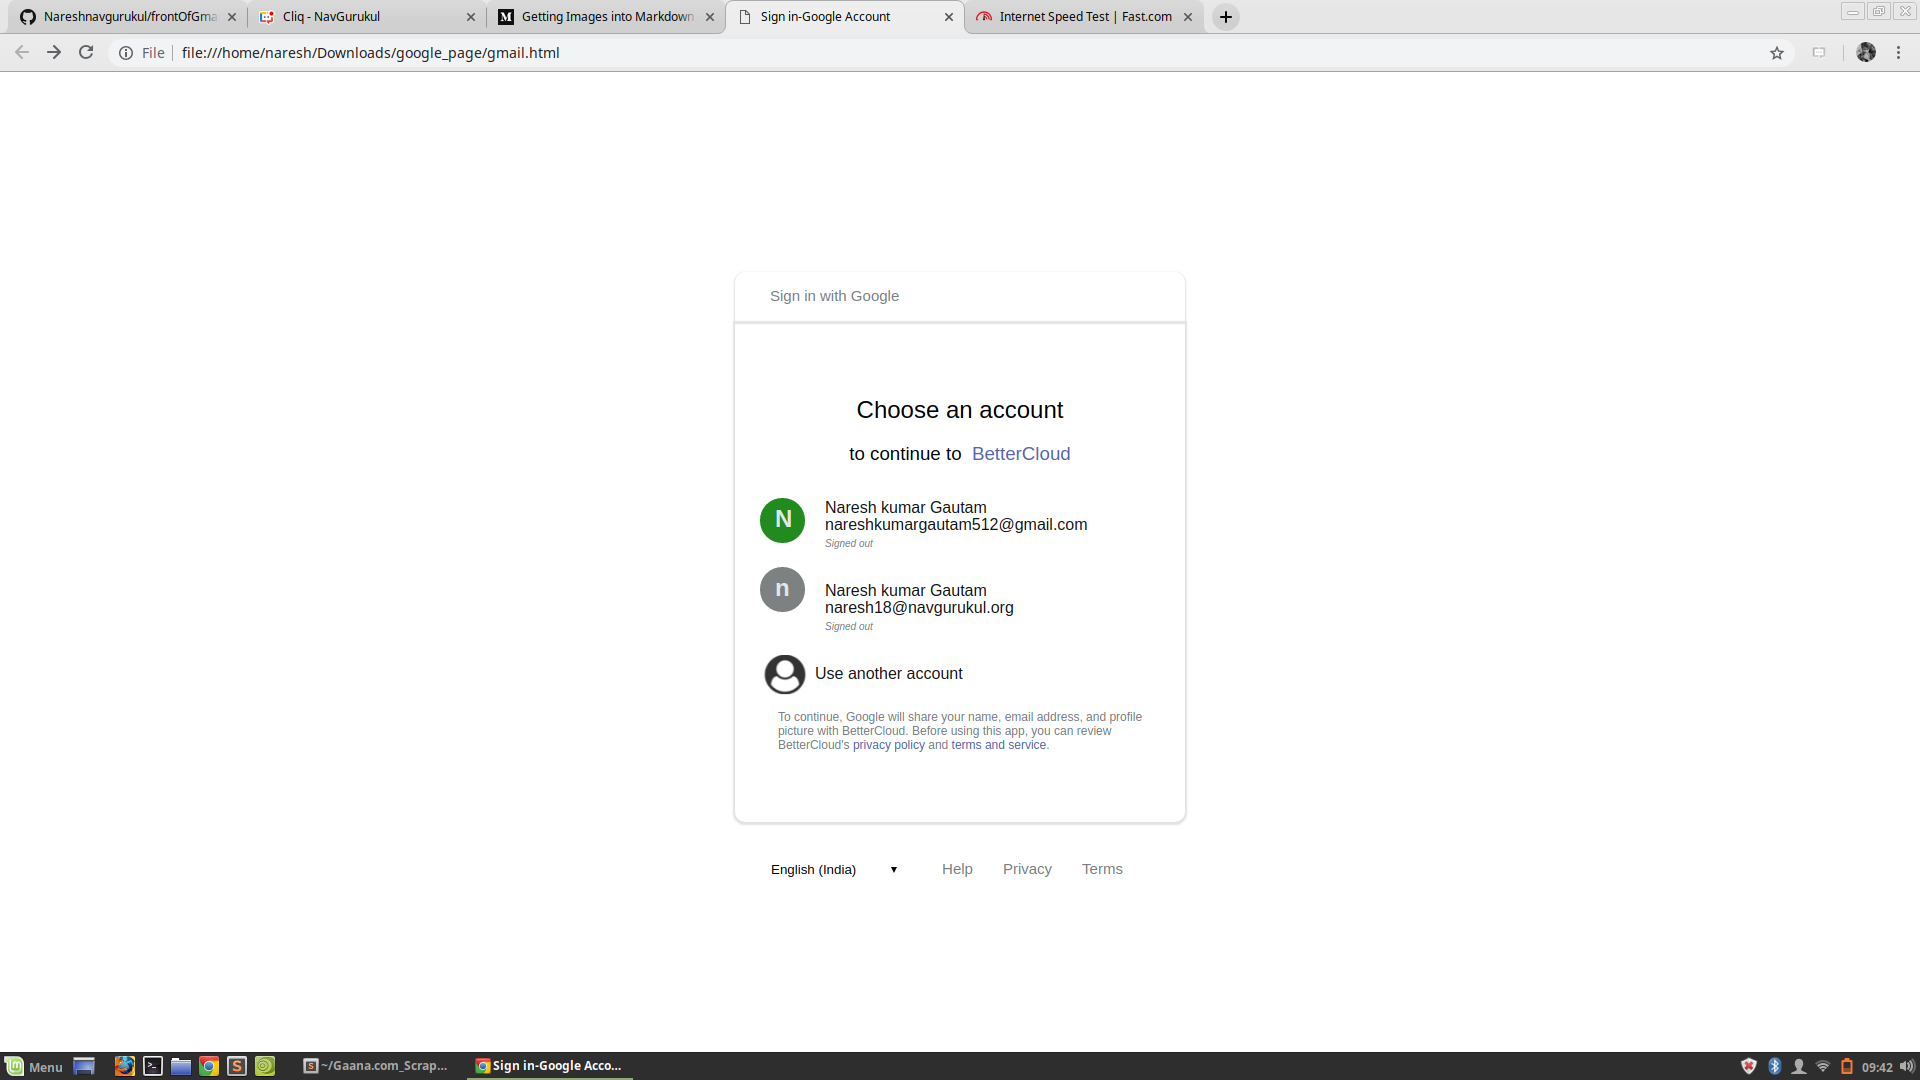 Nareshnavgurukul/frontOfGma
Cliq - NavGurukul
Getting Images into Markdown
Sign in-Google Account
Internet Speed Test | Fast.com
File
file:///home/naresh/Downloads/google_page/gmail.html
Sign in with Google
Choose an account
to continue to BetterCloud
N
Naresh kumar Gautam
nareshkumargautam512@gmail.com
Signed out
n
Naresh kumar Gautam
naresh18@navgurukul.org
Signed out
Use another account
To continue, Google will share your name, email address, and profile
picture with BetterCloud. Before using this app, you can review
BetterCloud's privacy policy and terms and service.
English (India)
Help
Privacy
Terms
Menu
~/Gaana.com_Scrap...
Sign in-Google Acco...
09:42